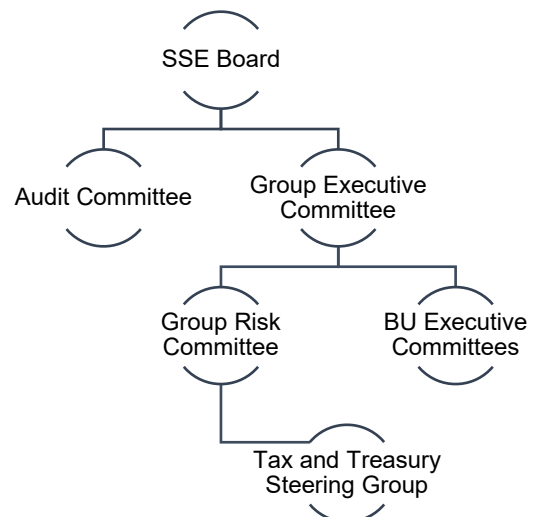 SSE Board
Audit Committee
Group Executive
Committee
Group Risk
Committee
BU Executive
Committees
Tax and Treasury
Steering Group